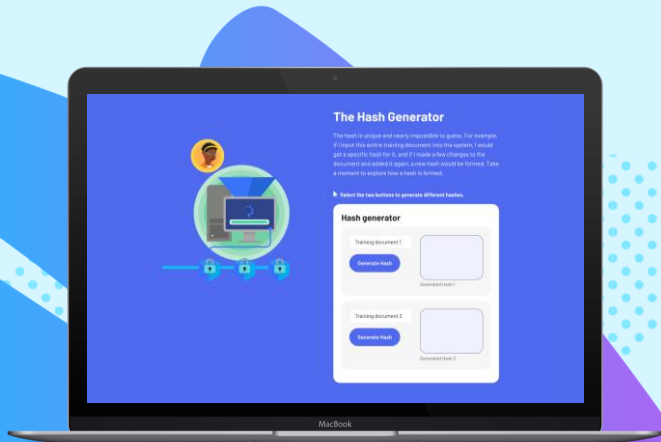 The Hash Generator
The hash is unique and nearly impossible to guess. For example,
if I input this entire training document into the system, I would
get a specific hash for it, and if I made a few changes to the
document and added it again, a new hash would be formed. Take
a moment to explore how a hash is formed.
Select the two buttons to generate different hashes.
Hash generator
Training document 1
Generate Hash
Generated Hash 1
Training document 2
Generate Hash
Generated Hash 2
MacBook